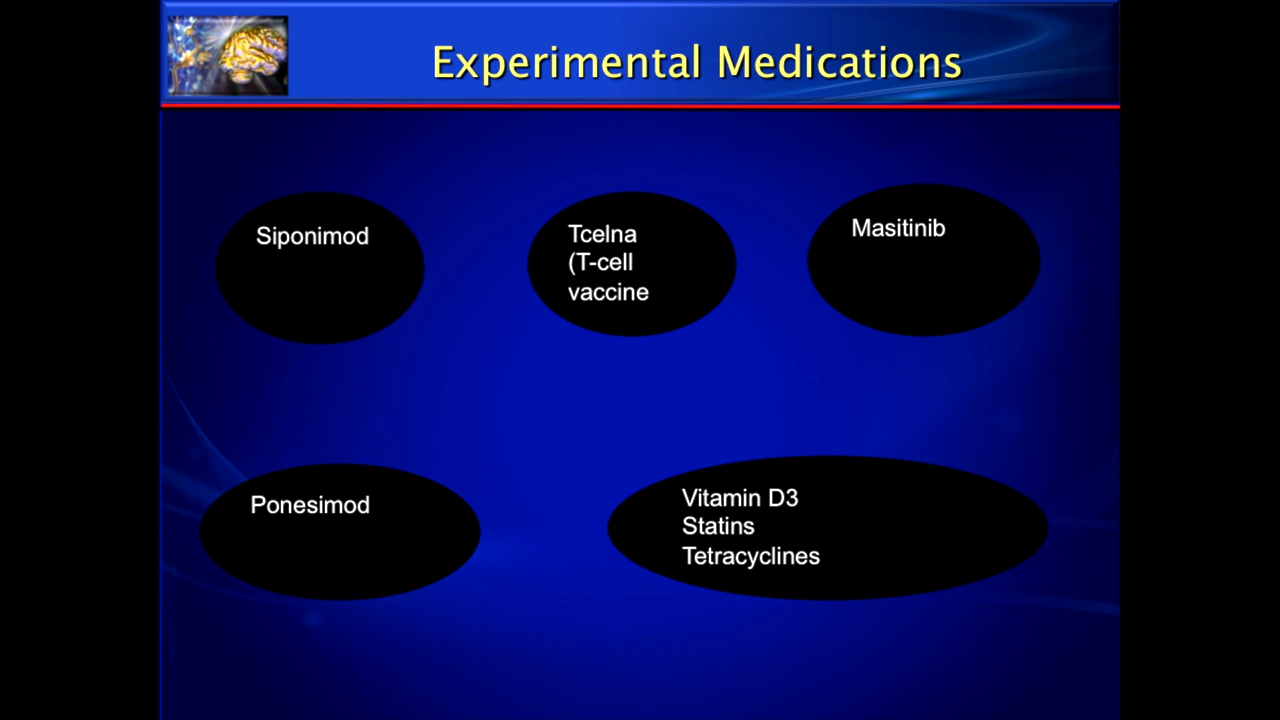 Experimental Medications
Siponimod
Tcelna
(T-cell
vaccine
Masitinib
Ponesimod
Vitamin D3
Statins
Tetracyclines